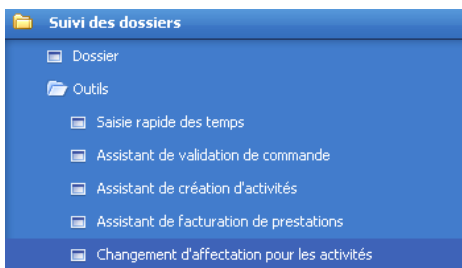 Suivi des dossiers
Dossier
Outils
Saisie rapide des temps
Assistant de validation de commande
Assistant de création d'activités
Assistant de facturation de prestations
Changement d'affectation pour les activités